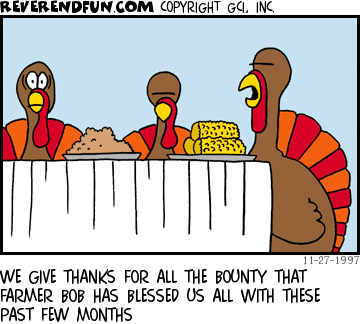 REVERENDFUN.COM COPYRIGHT GCI, INC.
11-27-1997
WE GIVE THANKS FOR ALL THE BOUNTY THAT
FARMER BOB HAS BLESSED US ALL WITH THESE
PAST FEW MONTHS